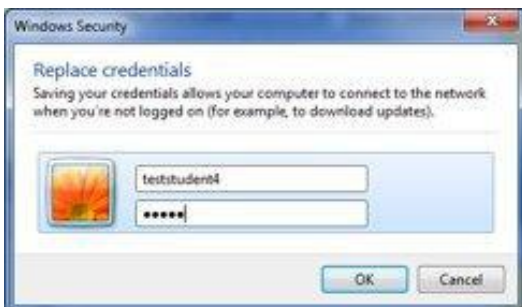 Windows Security
Replace credentials
Saving your credentials allows your computer to connect to the network
when you're not logged on (for example, to download updates).
teststudent4
•••••
OK
Cancel